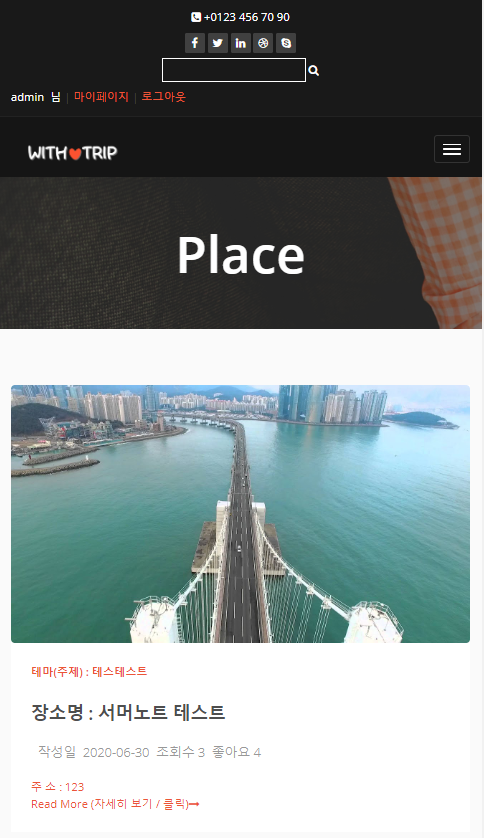 +0123 456 70 90
admin 님 | 마이페이지 | 로그아웃
WITH TRIP
Place
테마(주제) : 테스테스트
장소명 : 서머노트 테스트
작성일 2020-06-30 조회수 3 좋아요 4
주 소 : 123
Read More (자세히 보기 / 클릭)